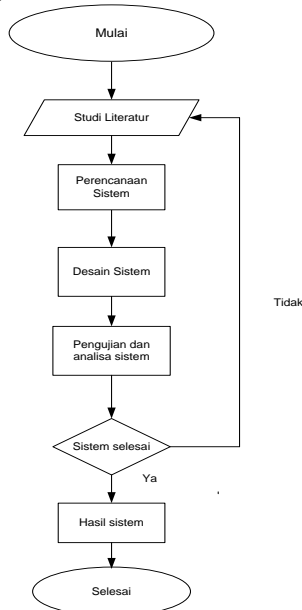 Mulai
Studi Literatur
Perencanaan
Sistem
Desain Sistem
Pengujian dan
analisa sistem
Tidak
Sistem selesai
Ya
Hasil sistem
Selesai